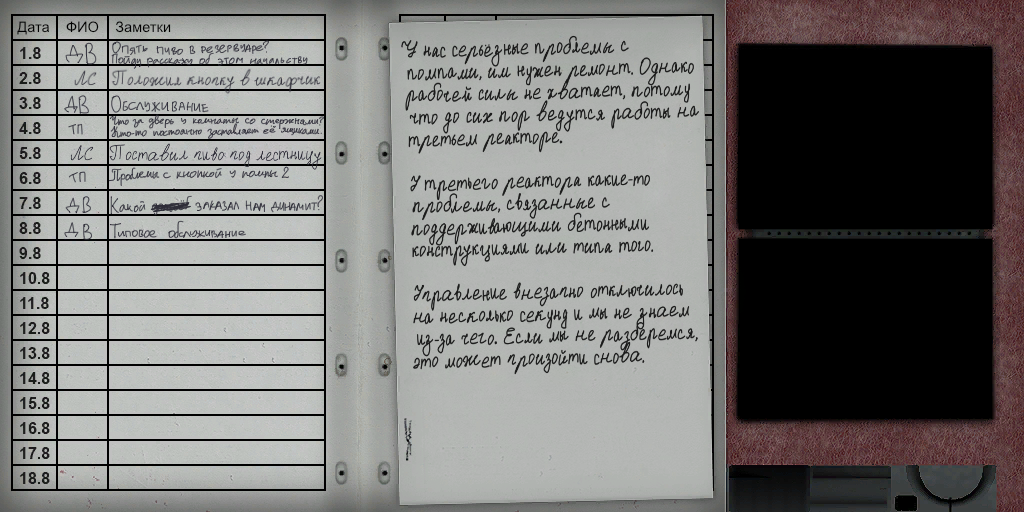 Дата ФИО Заметки
1.8 ДВ Опять пиво в резервуаре?
Пойди расскажи об этом начальству
2.8 ЛС Положил кнопку в шкафчик
3.8 ДВ Обслуживание
4.8 ТП Что за дверь у комнаты со стержнями?
Кто-то постоянно заставляет её ящиками.
5.8 ЛС Поставил пиво под лестницу
6.8 ТП Проблемы с кнопкой у помпы 2
7.8 ДВ Какой заказал нам динамит?
8.8 ДВ Типовое обслуживание
9.8
10.8
11.8
12.8
13.8
14.8
15.8
16.8
17.8
18.8
У нас серьёзные проблемы с
помпами, им нужен ремонт. Однако
рабочей силы не хватает, потому
что до сих пор ведутся работы на
третьем реакторе.
У третьего реактора какие-то
проблемы, связанные с
поддерживающими бетонными
конструкциями или типа того.
Управление внезапно отключилось
на несколько секунд и мы не знаем
из-за чего. Если мы не разберемся,
это может произойти снова.